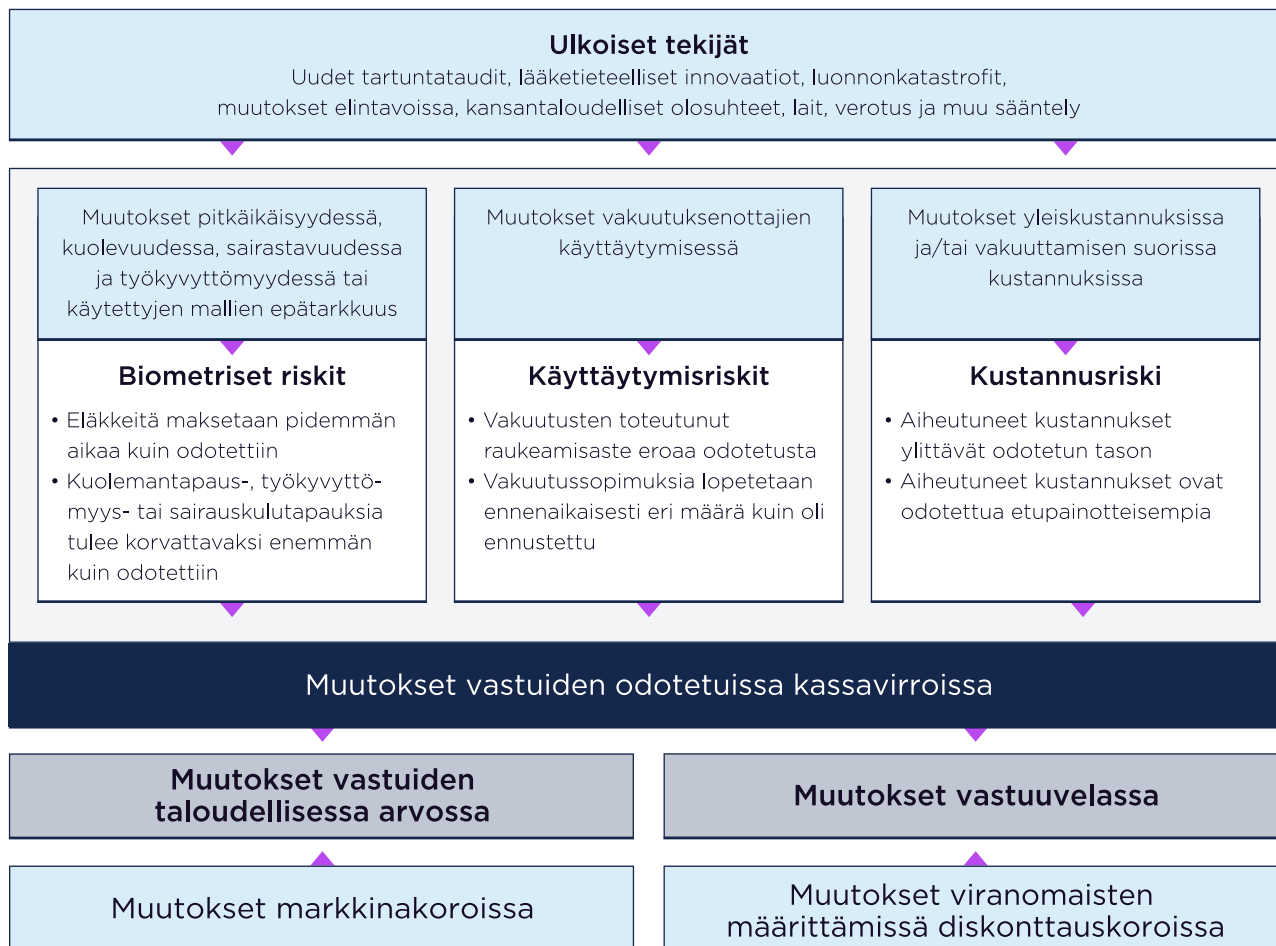 Ulkoiset tekijät
Uudet tartuntataudit, lääketieteelliset innovaatiot, luonnonkatastrofit,
muutokset elintavoissa, kansantaloudelliset olosuhteet, lait, verotus ja muu sääntely
Muutokset pitkäikäisyydessä,
kuolevuudessa, sairastavuudessa
ja työkyvyttömyydessä tai
käytettyjen mallien epätarkkuus
Biometriset riskit
• Eläkkeitä maksetaan pidemmän
aikaa kuin odotettiin
• Kuolemantapaus-, työkyvyttö-
myys- tai sairauskulutapauksia
tulee korvattavaksi enemmän
kuin odotettiin
Muutokset vakuutuksenottajien
käyttäytymisessä
Käyttäytymisriskit
• Vakuutusten toteutunut
raukeamisaste eroaa odotetusta
• Vakuutussopimuksia lopetetaan
ennenaikaisesti eri määrä kuin oli
ennustettu
Muutokset yleiskustannuksissa
ja/tai vakuuttamisen suorissa
kustannuksissa
Kustannusriski
• Aiheutuneet kustannukset
ylittävät odotetun tason
• Aiheutuneet kustannukset ovat
odotettua etupainotteisempia
Muutokset vastuiden odotetuissa kassavirroissa
Muutokset vastuiden
taloudellisessa arvossa
Muutokset vastuuvelassa
Muutokset markkinakoroissa
Muutokset viranomaisten
määrittämissä diskonttauskoroissa